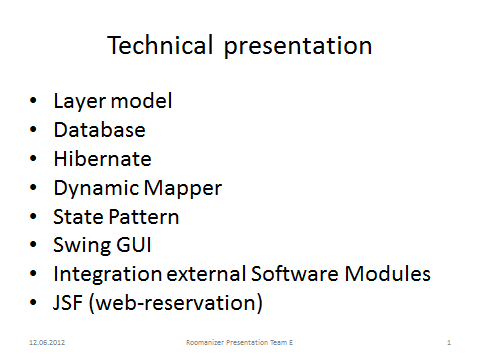 Technical presentation
• Layer model
• Database
• Hibernate
• Dynamic Mapper
• State Pattern
• Swing GUI
• Integration external Software Modules
• JSF (web-reservation)
12.06.2012 Roomanizer Presentation Team E 1